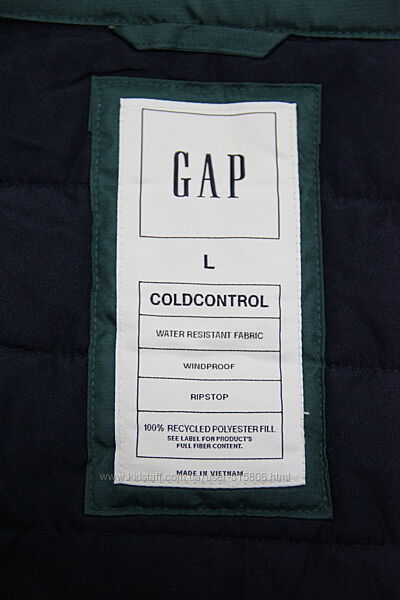 GAP
L
COLDCONTROL
WATER RESISTANT FABRIC
WINDPROOF
RIPSTOP
100% RECYCLED POLYESTER FILL
SEE LABEL FOR PRODUCT'S
FULL FIBER CONTENT.
MADE IN VIETNAM